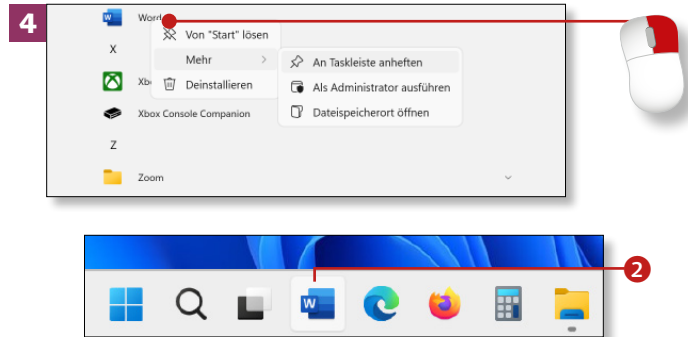 4
Word
Von "Start" lösen
X
Mehr
An Taskleiste anheften
Xb
Deinstallieren
Als Administrator ausführen
Xbox Console Companion
Dateispeicherort öffnen
Z
Zoom
W
2